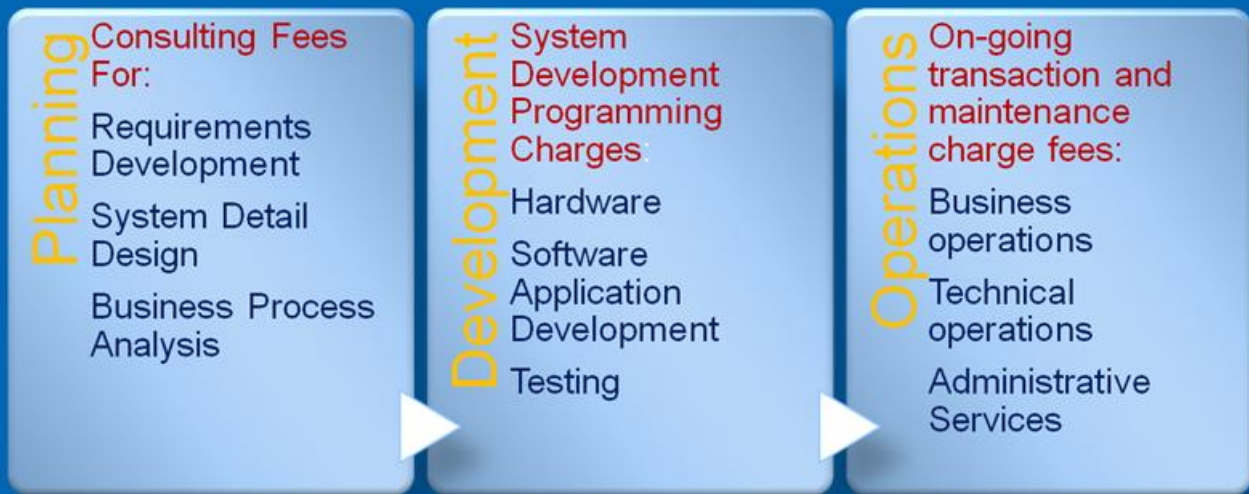 Planning
Consulting Fees
For:
Requirements
Development
System Detail
Design
Business Process
Analysis
Development
System
Development
Programming
Charges:
Hardware
Software
Application
Development
Testing
Operations
On-going
transaction and
maintenance
charge fees:
Business
operations
Technical
operations
Administrative
Services